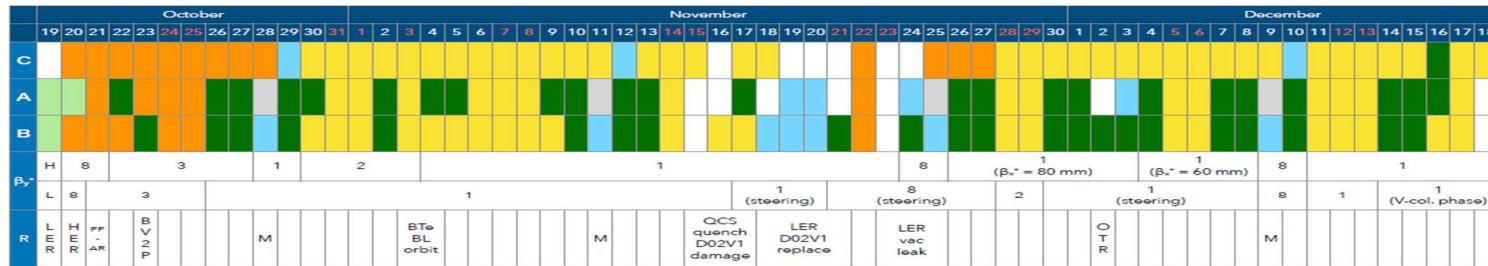 October November December
19 20 21 22 23 24 25 26 27 28 29 30 31 1 2 3 4 5 6 7 8 9 10 11 12 13 14 15 16 17 18 19 20 21 22 23 24 25 26 27 28 29 30 1 2 3 4 5 6 7 8 9 10 11 12 13 14 15 16 17 18
C
A
B
βy*
H 8 3 1 2 1 8 1 (βx* = 80 mm) 1 (βx* = 60 mm) 8 1
L 8 3 1 1 (steering) 8 (steering) 2 1 (steering) 8 1 1 (V-col. phase)
R
LER
HER
PF-AR
BV2P
M
BTe BL orbit
M
QCS quench D02V1 damage
LER D02V1 replace
LER vac leak
OTR
M